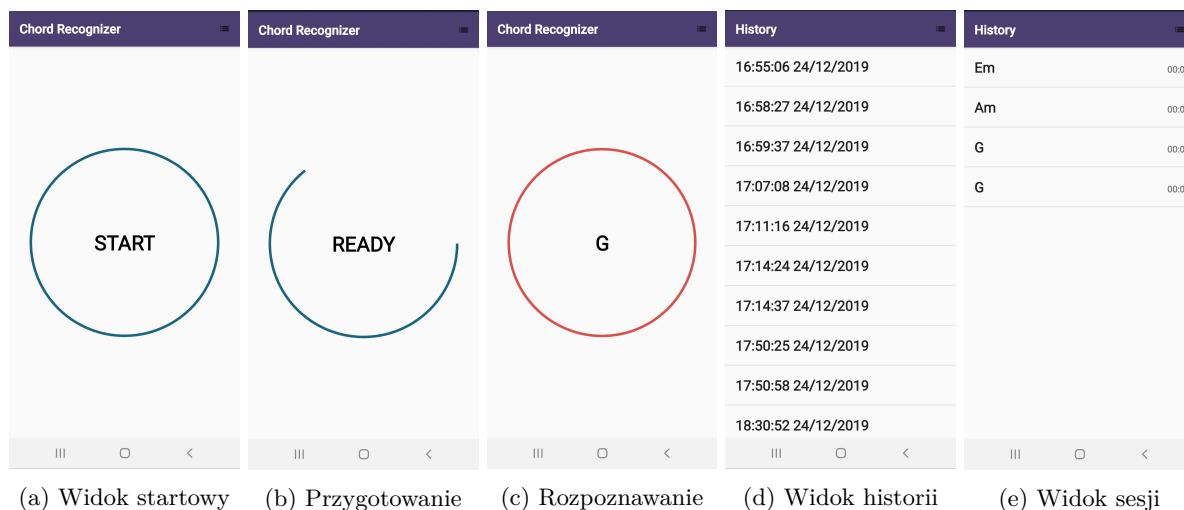 Chord Recognizer
START
(a) Widok startowy
Chord Recognizer
READY
(b) Przygotowanie
Chord Recognizer
G
(c) Rozpoznawanie
History
16:55:06 24/12/2019
16:58:27 24/12/2019
16:59:37 24/12/2019
17:07:08 24/12/2019
17:11:16 24/12/2019
17:14:24 24/12/2019
17:14:37 24/12/2019
17:50:25 24/12/2019
17:50:58 24/12/2019
18:30:52 24/12/2019
(d) Widok historii
History
Em
Am
G
G
(e) Widok sesji